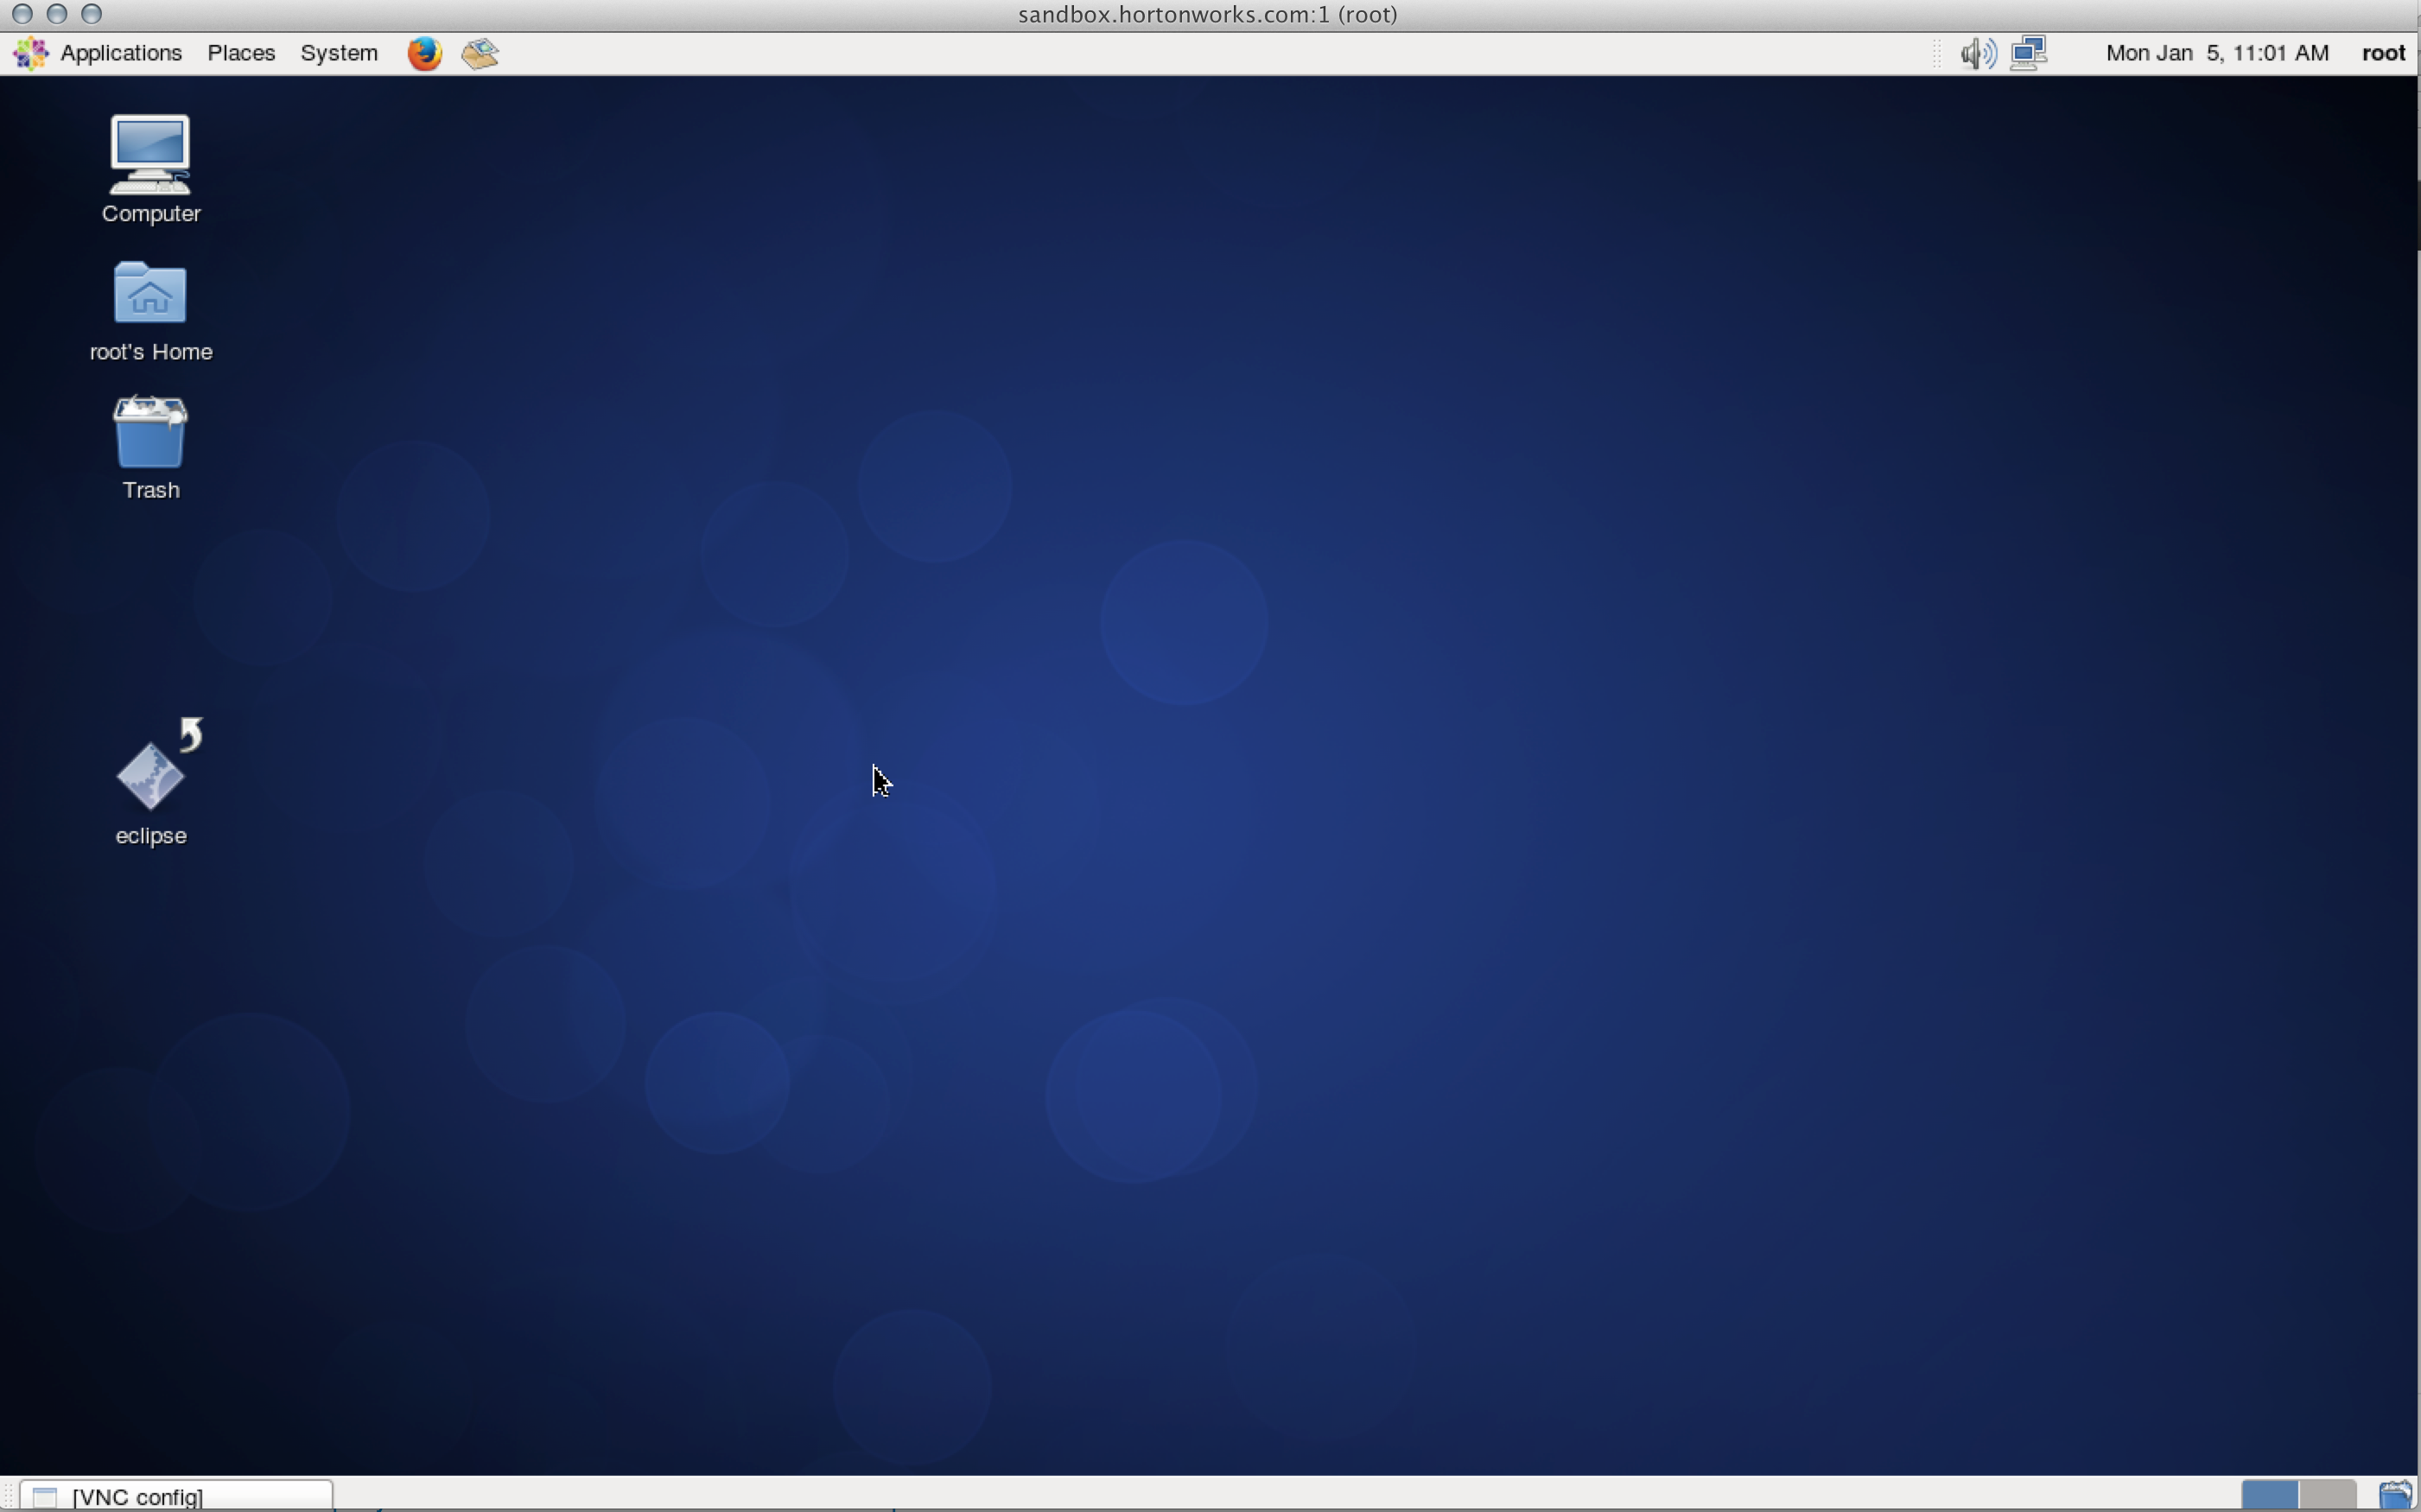 sandbox.hortonworks.com:1 (root)
Applications Places System Mon Jan 5, 11:01 AM root
Computer
root's Home
Trash
eclipse
[VNC config]